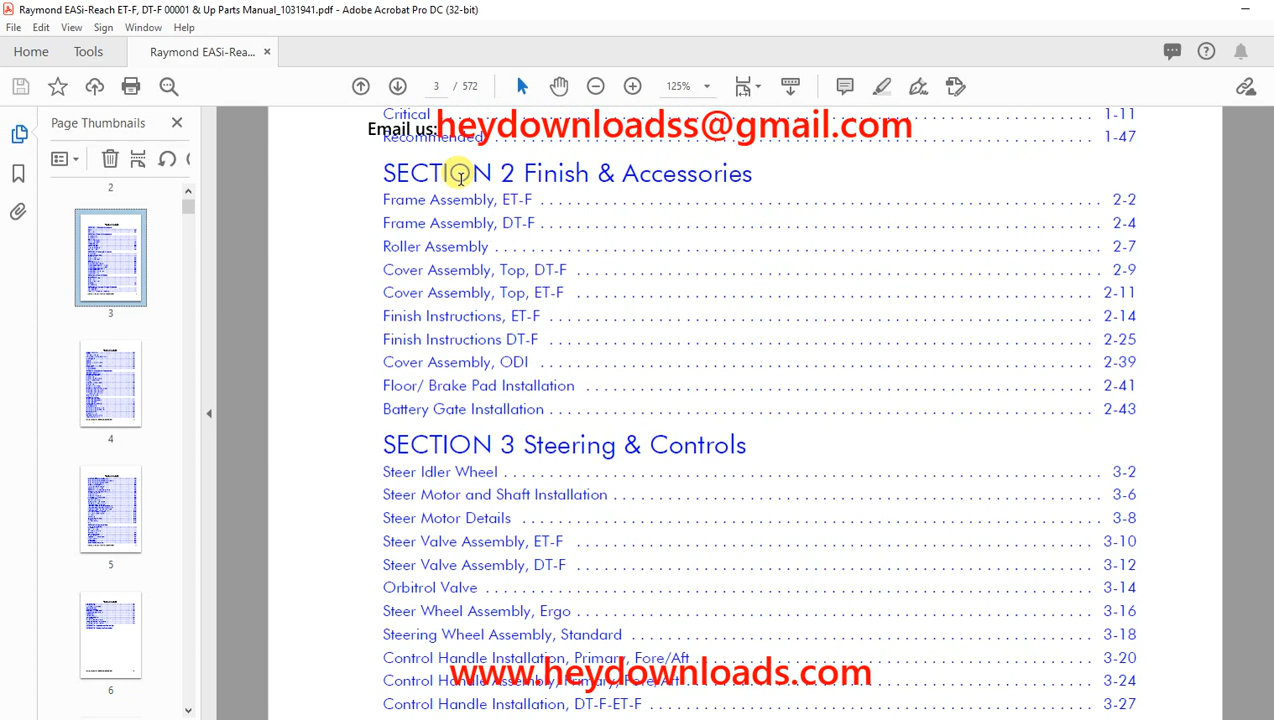 Raymond EASi-Reach ET-F, DT-F 00001 & Up Parts Manual_1031941.pdf - Adobe Acrobat Pro DC (32-bit)
File Edit View Sign Window Help
Home Tools Raymond EASi-Rea... ×
3 / 572 125%
Page Thumbnails
2
3
4
5
6
Critical 1-11
Email us: heydownloadss@gmail.com
Recommended 1-47
SECTION 2 Finish & Accessories
Frame Assembly, ET-F 2-2
Frame Assembly, DT-F 2-4
Roller Assembly 2-7
Cover Assembly, Top, DT-F 2-9
Cover Assembly, Top, ET-F 2-11
Finish Instructions, ET-F 2-14
Finish Instructions DT-F 2-25
Cover Assembly, ODI 2-39
Floor/ Brake Pad Installation 2-41
Battery Gate Installation 2-43
SECTION 3 Steering & Controls
Steer Idler Wheel 3-2
Steer Motor and Shaft Installation 3-6
Steer Motor Details 3-8
Steer Valve Assembly, ET-F 3-10
Steer Valve Assembly, DT-F 3-12
Orbitrol Valve 3-14
Steer Wheel Assembly, Ergo 3-16
Steering Wheel Assembly, Standard 3-18
Control Handle Installation, Primary, Fore/Aft 3-20
www.heydownloads.com
Control Handle Assembly, Primary, Fore/Aft 3-24
Control Handle Installation, DT-F-ET-F 3-27